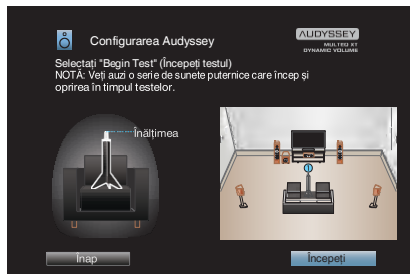 Configurarea Audyssey
AUDYSSEY
MULTEQ XT
DYNAMIC VOLUME
Selectați "Begin Test" (Începeți testul)
NOTĂ: Veți auzi o serie de sunete puternice care încep și
oprirea în timpul testelor.
Înălțimea
Înap
Începeți